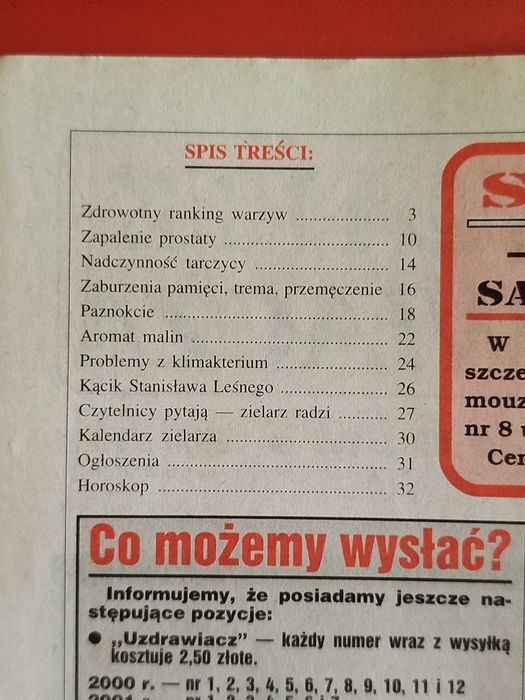 SPIS TREŚCI:
Zdrowotny ranking warzyw .................... 3
Zapalenie prostaty .................................. 10
Nadczynność tarczycy ........................... 14
Zaburzenia pamięci, trema, przemęczenie 16
Paznokcie .............................................. 18
Aromat malin ......................................... 22
Problemy z klimakterium ....................... 24
Kącik Stanisława Leśnego ...................... 26
Czytelnicy pytają — zielarz radzi .......... 27
Kalendarz zielarza ................................. 30
Ogłoszenia ............................................. 31
Horoskop ............................................... 32
S
SA
W
szcze
mouz
nr 8 u
Cen
Co możemy wysłać?
Informujemy, że posiadamy jeszcze na-
stępujące pozycje:
● „Uzdrawiacz” — każdy numer wraz z wysyłką
kosztuje 2,50 złote.
2000 r. — nr 1, 2, 3, 4, 5, 6, 7, 8, 9, 10, 11 i 12